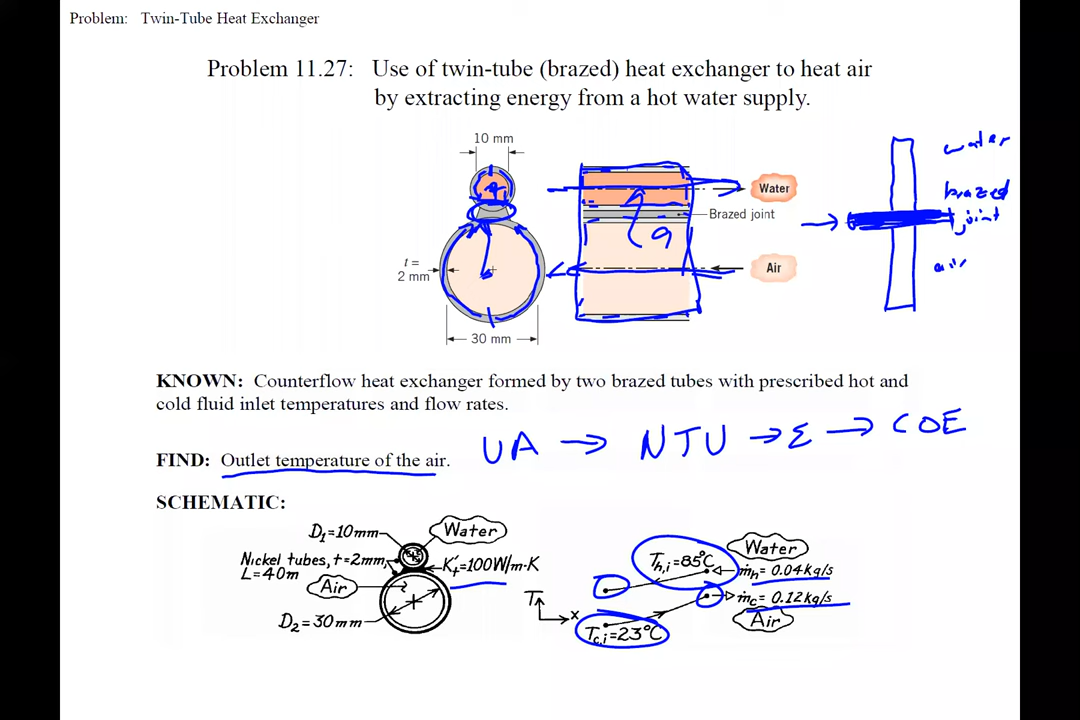 Problem: Twin-Tube Heat Exchanger
Problem 11.27: Use of twin-tube (brazed) heat exchanger to heat air
by extracting energy from a hot water supply.
10 mm
water
Water
brazed
Brazed joint
joint
q
t =
2 mm
Air
air
30 mm
KNOWN: Counterflow heat exchanger formed by two brazed tubes with prescribed hot and
cold fluid inlet temperatures and flow rates.
UA → NTU → ε → COE
FIND: Outlet temperature of the air.
SCHEMATIC:
D₁=10mm
Water
Nickel tubes, t=2mm,
L=40m
K't=100W/m·K
Air
D₂=30mm
Th,i=85°C
Water
ṁh=0.04kg/s
T
x
ṁc=0.12kg/s
Tc,i=23°C
Air